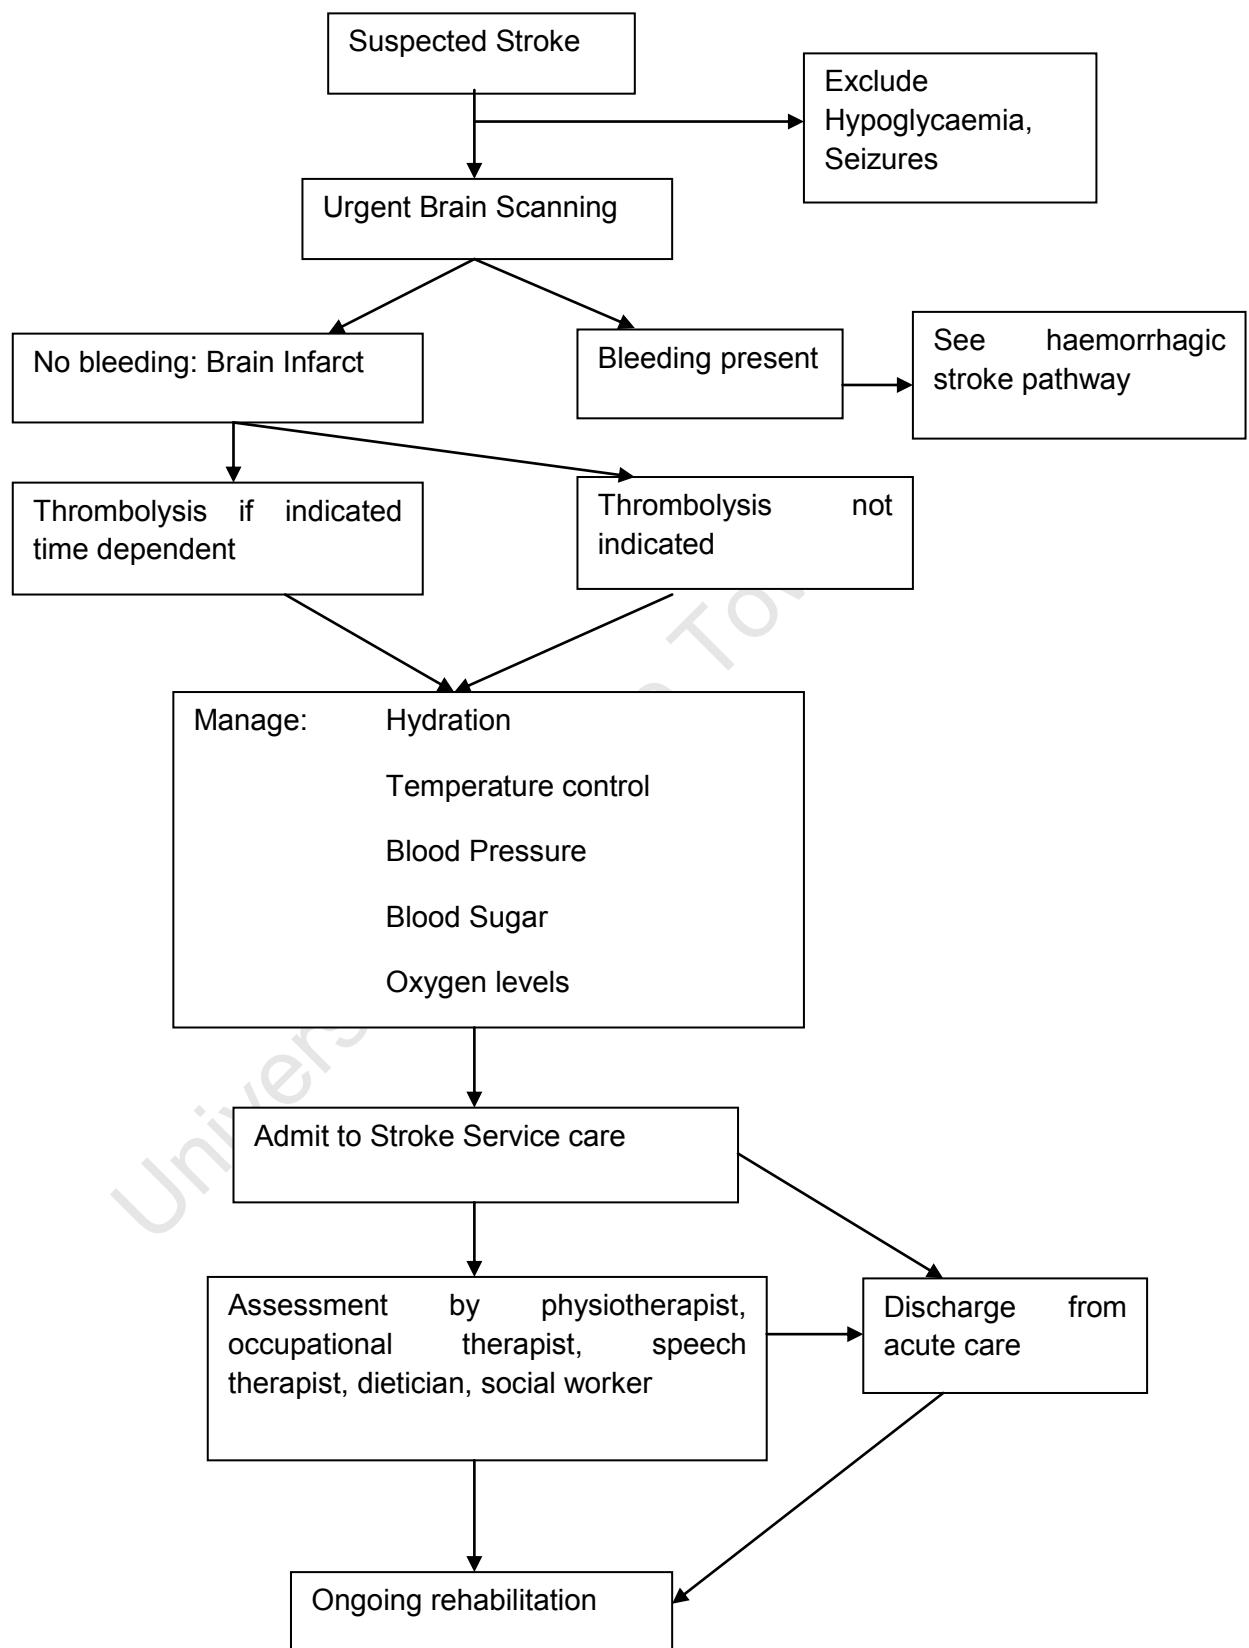 Suspected Stroke
Exclude
Hypoglycaemia,
Seizures
Urgent Brain Scanning
No bleeding: Brain Infarct
Bleeding present
See haemorrhagic
stroke pathway
Thrombolysis if indicated
time dependent
Thrombolysis not
indicated
Manage: Hydration
Temperature control
Blood Pressure
Blood Sugar
Oxygen levels
Admit to Stroke Service care
Assessment by physiotherapist,
occupational therapist, speech
therapist, dietician, social worker
Discharge from
acute care
Ongoing rehabilitation